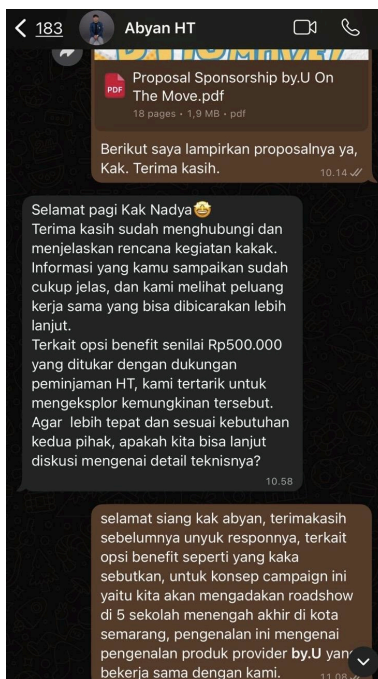 183
Abyan HT
PDF
Proposal Sponsorship by.U On
The Move.pdf
18 pages • 1,9 MB • pdf
Berikut saya lampirkan proposalnya ya,
Kak. Terima kasih.
10.14
Selamat pagi Kak Nadya🤩
Terima kasih sudah menghubungi dan
menjelaskan rencana kegiatan kakak.
Informasi yang kamu sampaikan sudah
cukup jelas, dan kami melihat peluang
kerja sama yang bisa dibicarakan lebih
lanjut.
Terkait opsi benefit senilai Rp500.000
yang ditukar dengan dukungan
peminjaman HT, kami tertarik untuk
mengeksplor kemungkinan tersebut.
Agar  lebih tepat dan sesuai kebutuhan
kedua pihak, apakah kita bisa lanjut
diskusi mengenai detail teknisnya?
10.58
selamat siang kak abyan, terimakasih
sebelumnya unyuk responnya, terkait
opsi benefit seperti yang kaka
sebutkan, untuk konsep campaign ini
yaitu kita akan mengadakan roadshow
di 5 sekolah menengah akhir di kota
semarang, pengenalan ini mengenai
pengenalan produk provider by.U yang
bekerja sama dengan kami.
11.08